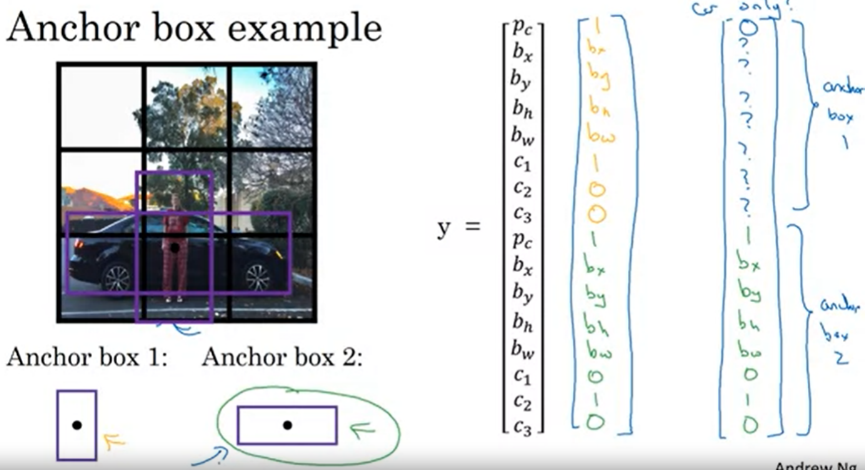 Anchor box example
car only?
Anchor box 1: Anchor box 2:
y =
p_c 1 0
b_x bx ?
b_y by ?
b_h bh ?
b_w bw ?
c_1 1 ?
c_2 0 ?
c_3 0 ?
p_c 1 1
b_x bx bx
b_y by by
b_h bh bh
b_w bw bw
c_1 0 0
c_2 1 1
c_3 0 0
anchor
box
1
anchor
box
2
Andrew Ng